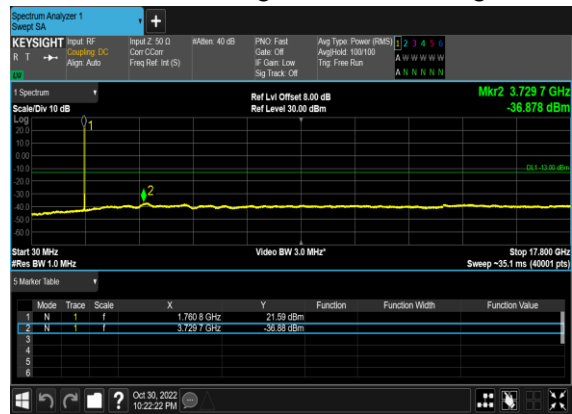 Spectrum Analyzer 1
Swept SA
+
KEYSIGHT Input: RF Input Z: 50 Ω #Atten: 40 dB PNO: Fast Avg Type: Power (RMS) 1 2 3 4 5 6
R T Coupling: DC Corr CCorr Gate: Off Avg|Hold: 100/100 A W W W W W
Align: Auto Freq Ref: Int (S) IF Gain: Low Trig: Free Run
Sig Track: Off A N N N N N
1 Spectrum Ref Lvl Offset 8.00 dB Mkr2 3.729 7 GHz
Scale/Div 10 dB Ref Level 30.00 dBm -36.878 dBm
Log
1
20.0
10.0
0.00
-10.0 DL1 -13.00 dBm
-20.0
-30.0 2
-40.0
-50.0
-60.0
Start 30 MHz Video BW 3.0 MHz* Stop 17.800 GHz
#Res BW 1.0 MHz Sweep ~35.1 ms (40001 pts)
5 Marker Table
Mode Trace Scale X Y Function Function Width Function Value
1 N 1 f 1.760 8 GHz 21.59 dBm
2 N 1 f 3.729 7 GHz -36.88 dBm
3
4
5
6
? Oct 30, 2022
10:22:22 PM